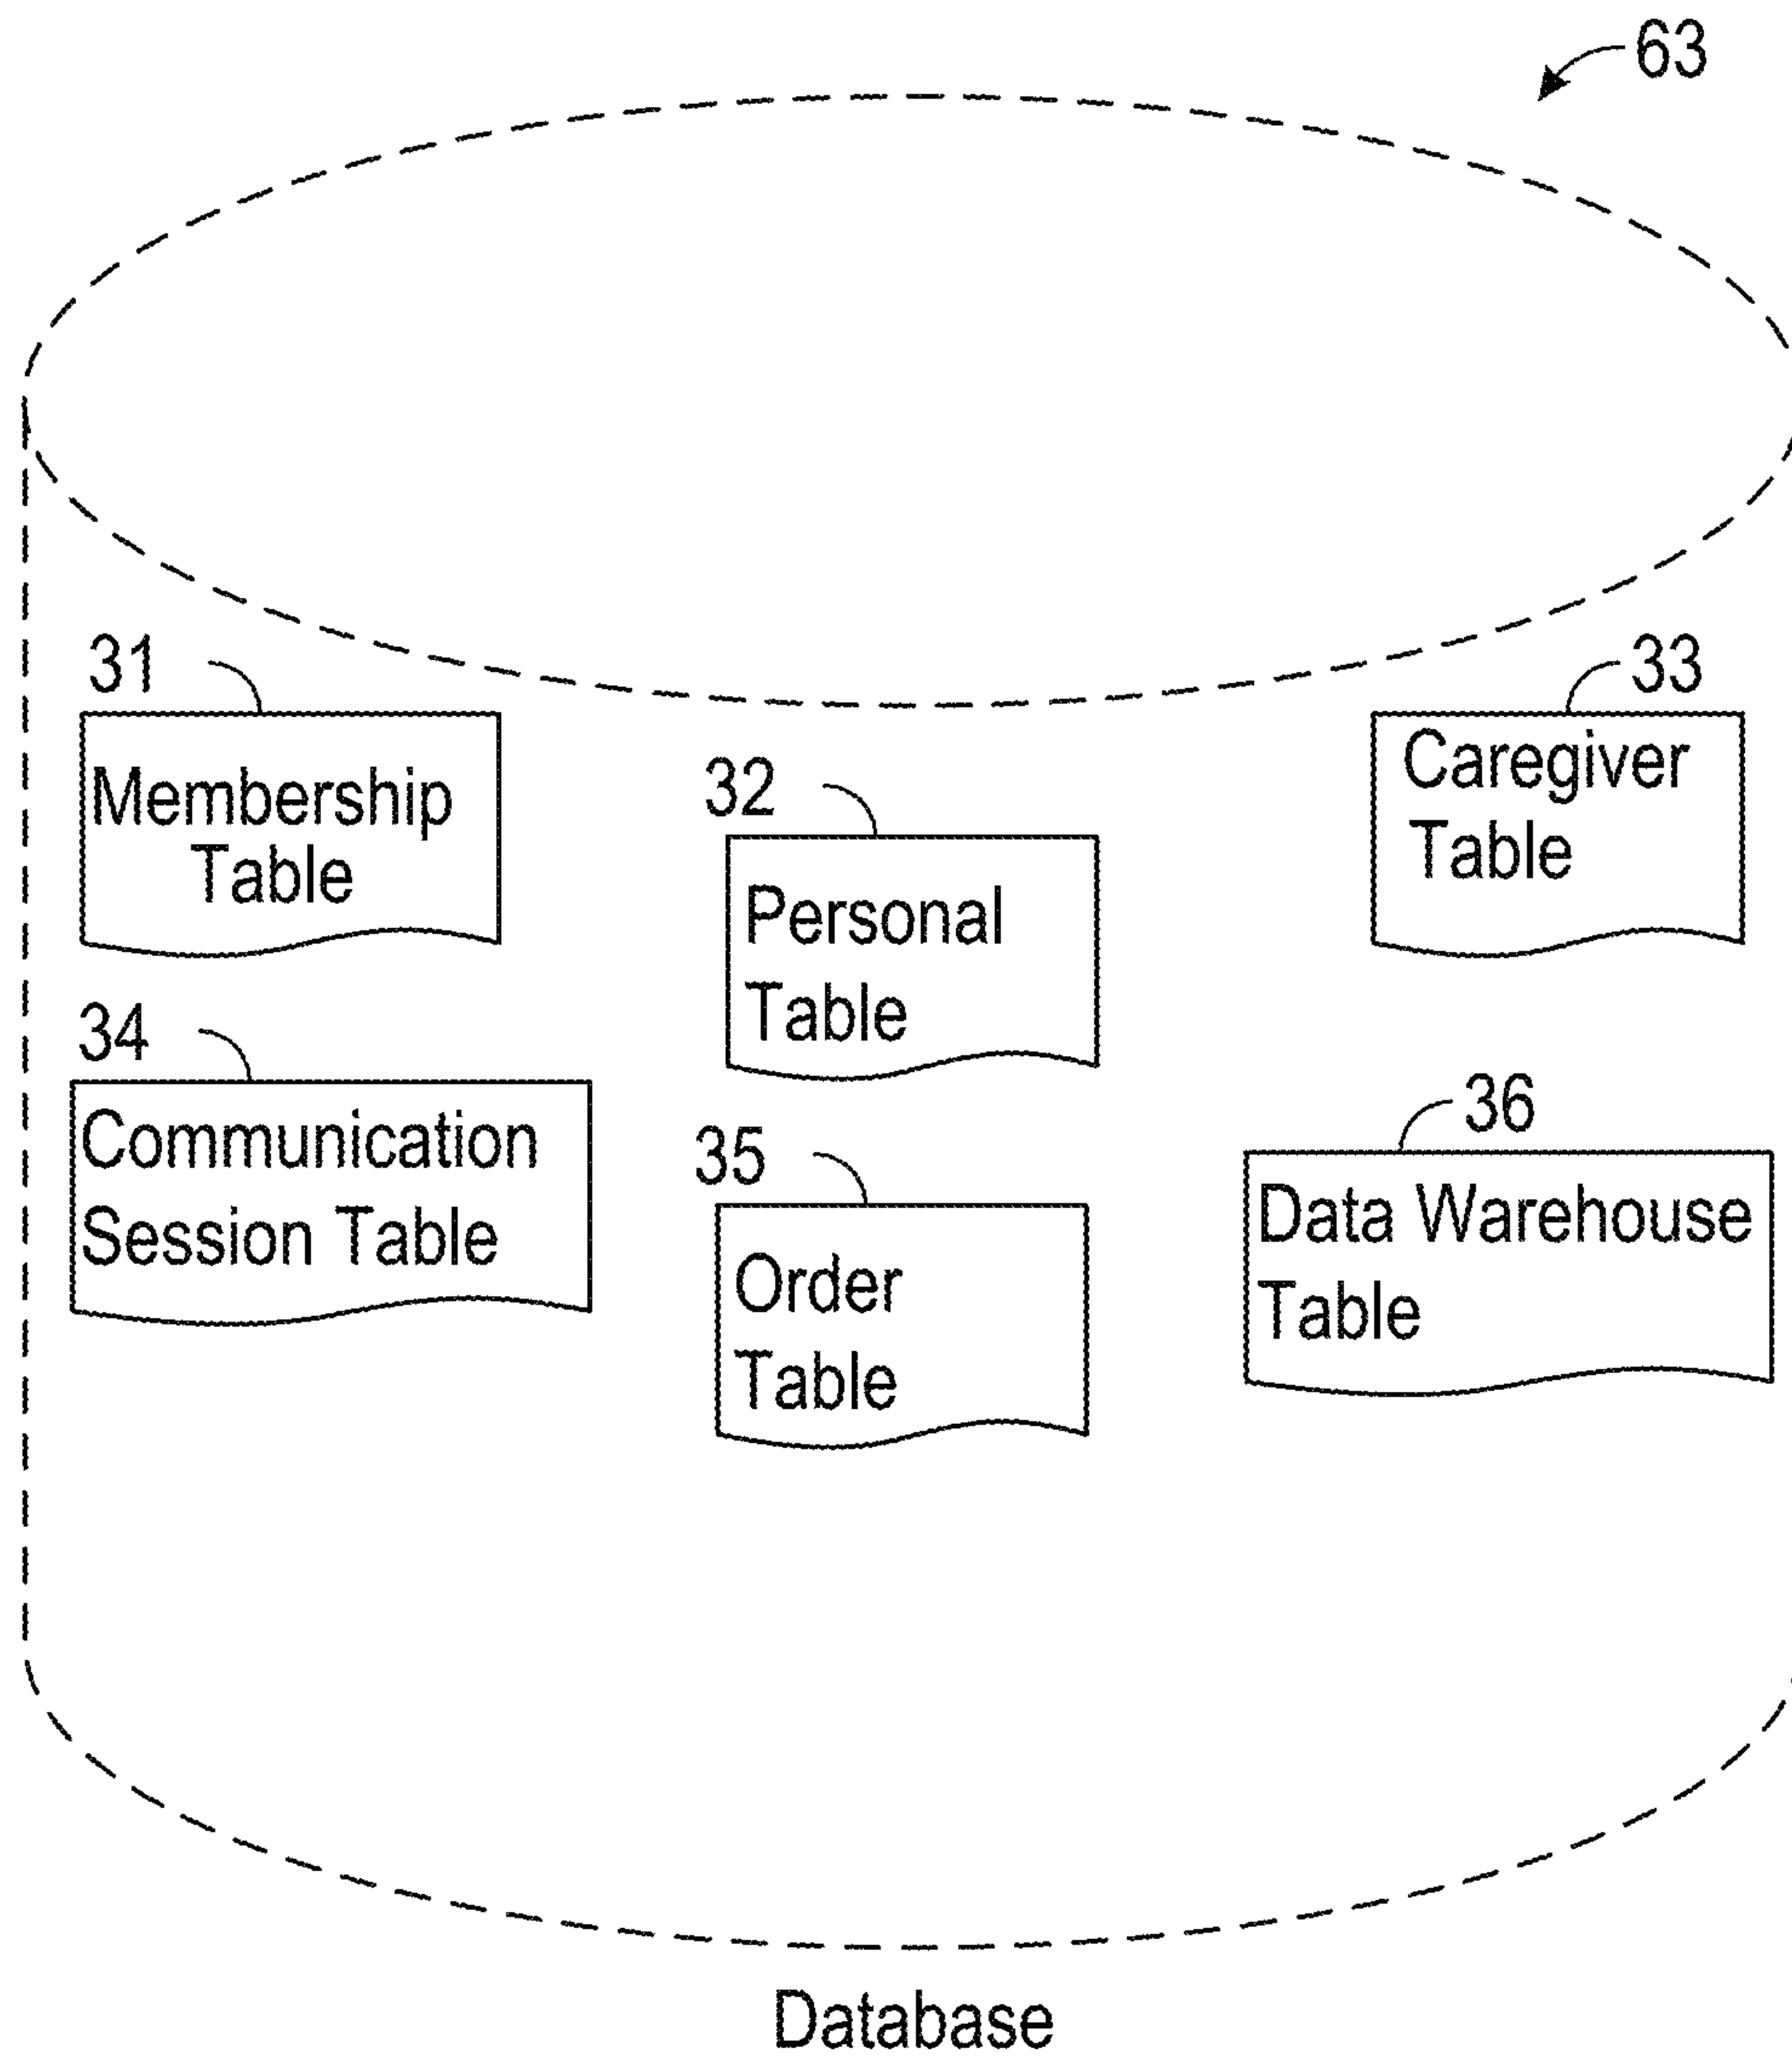 63
31
Membership
Table
32
Personal
Table
33
Caregiver
Table
34
Communication
Session Table
35
Order
Table
36
Data Warehouse
Table
Database